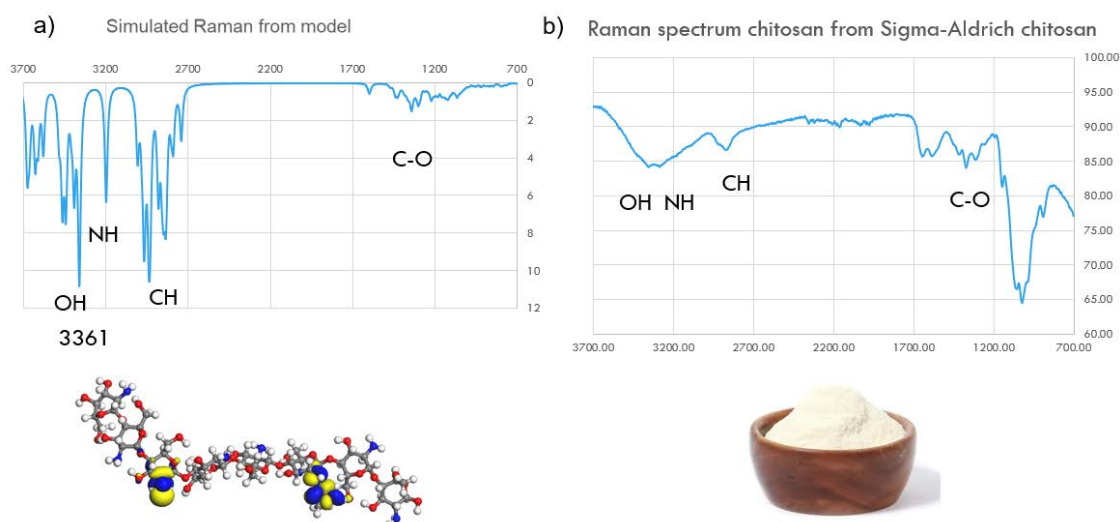 a)
Simulated Raman from model
3700 3200 2700 1700 1200 700
0
2
4
6
8
10
12
C-O
NH
OH
CH
3361
b)
Raman spectrum chitosan from Sigma-Aldrich chitosan
100.00
95.00
90.00
85.00
80.00
75.00
70.00
65.00
60.00
OH NH
CH
C-O
3700.00 3200.00 2700.00 2200.00 1700.00 1200.00 700.00